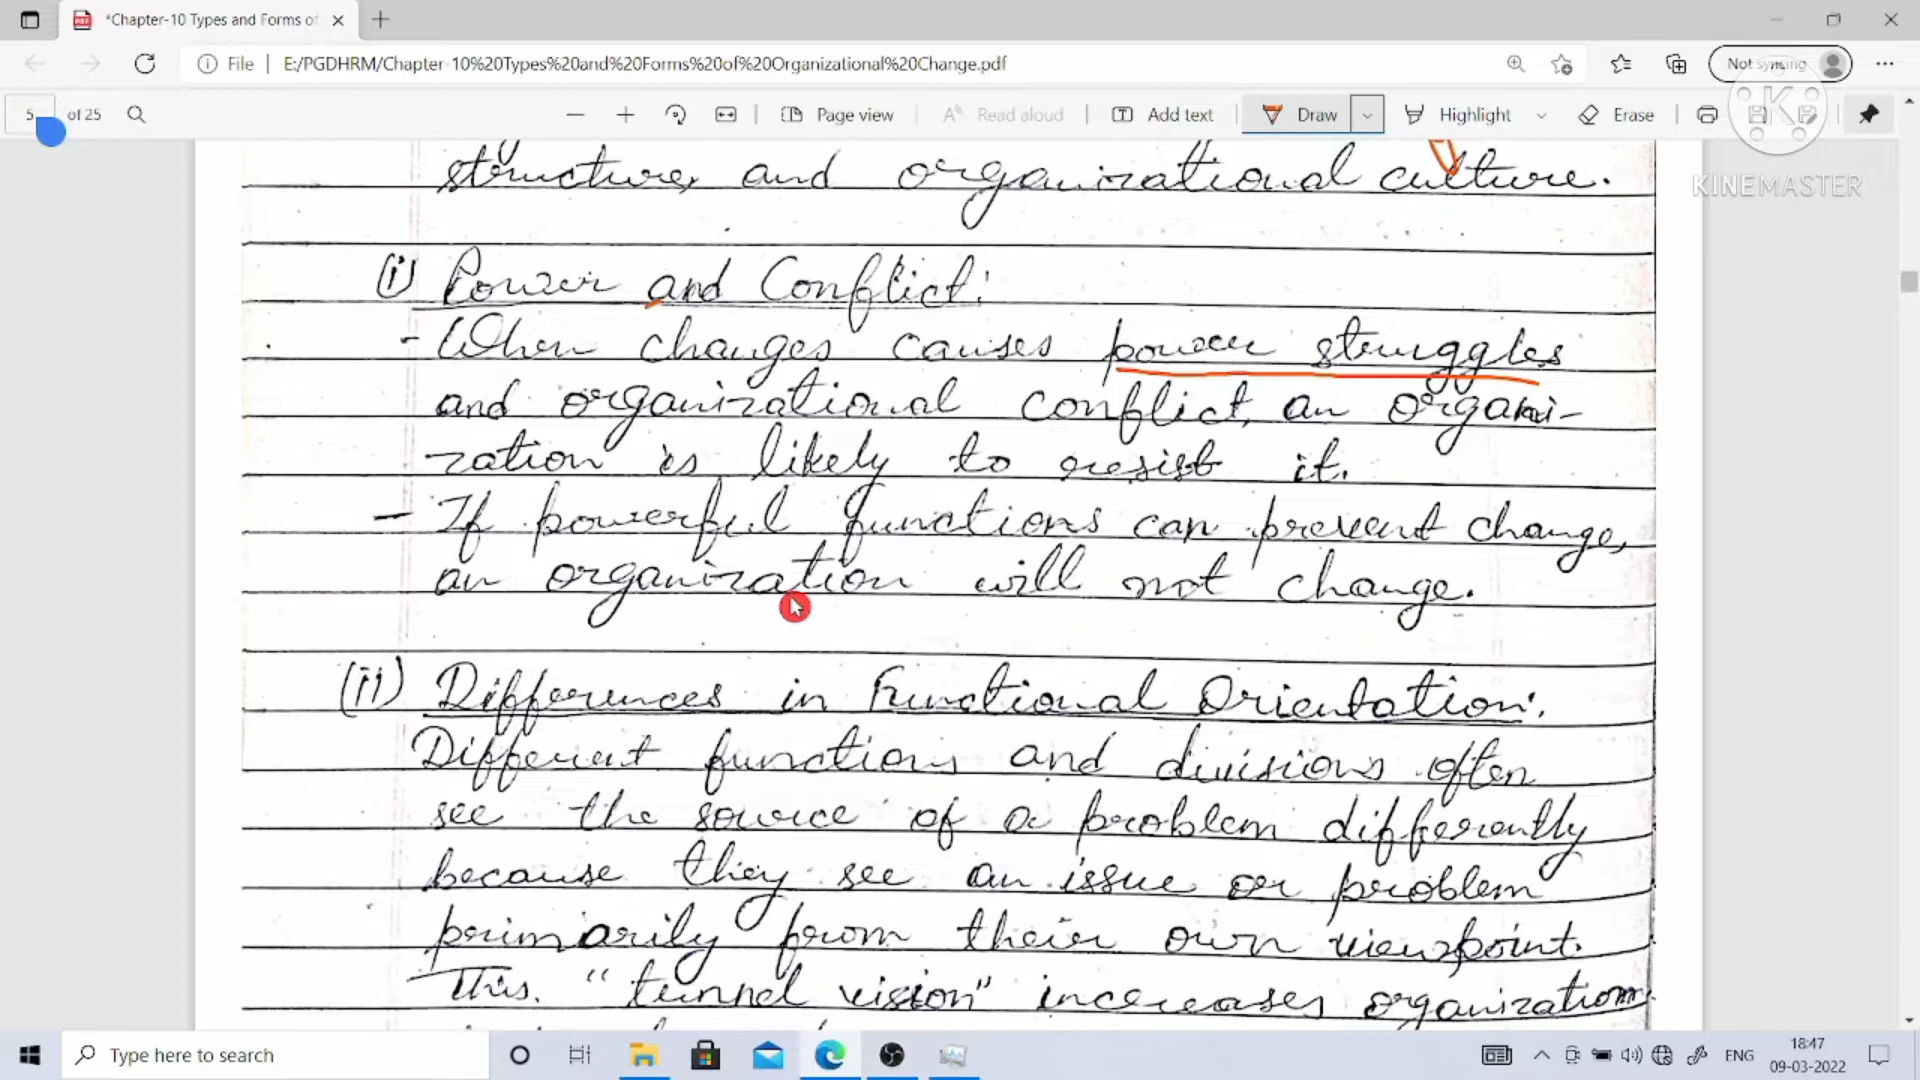 *Chapter-10 Types and Forms of
File | E:/PGDHRM/Chapter-10%20Types%20and%20Forms%20of%20Organizational%20Change.pdf
Not syncing
5 of 25
Page view
Read aloud
Add text
Draw
Highlight
Erase
K
KINEMASTER
structure, and organizational culture.
(i) Power and Conflict:
- When changes causes power struggles
and organizational conflict, an organi-
zation is likely to resist it.
- If powerful functions can prevent change,
an organization will not change.
(ii) Differences in Functional Orientation:
Different functions and divisions often
see the source of a problem differently
because they see an issue or problem
primarily from their own viewpoint.
This "tunnel vision" increases organization
Type here to search
ENG
18:47
09-03-2022